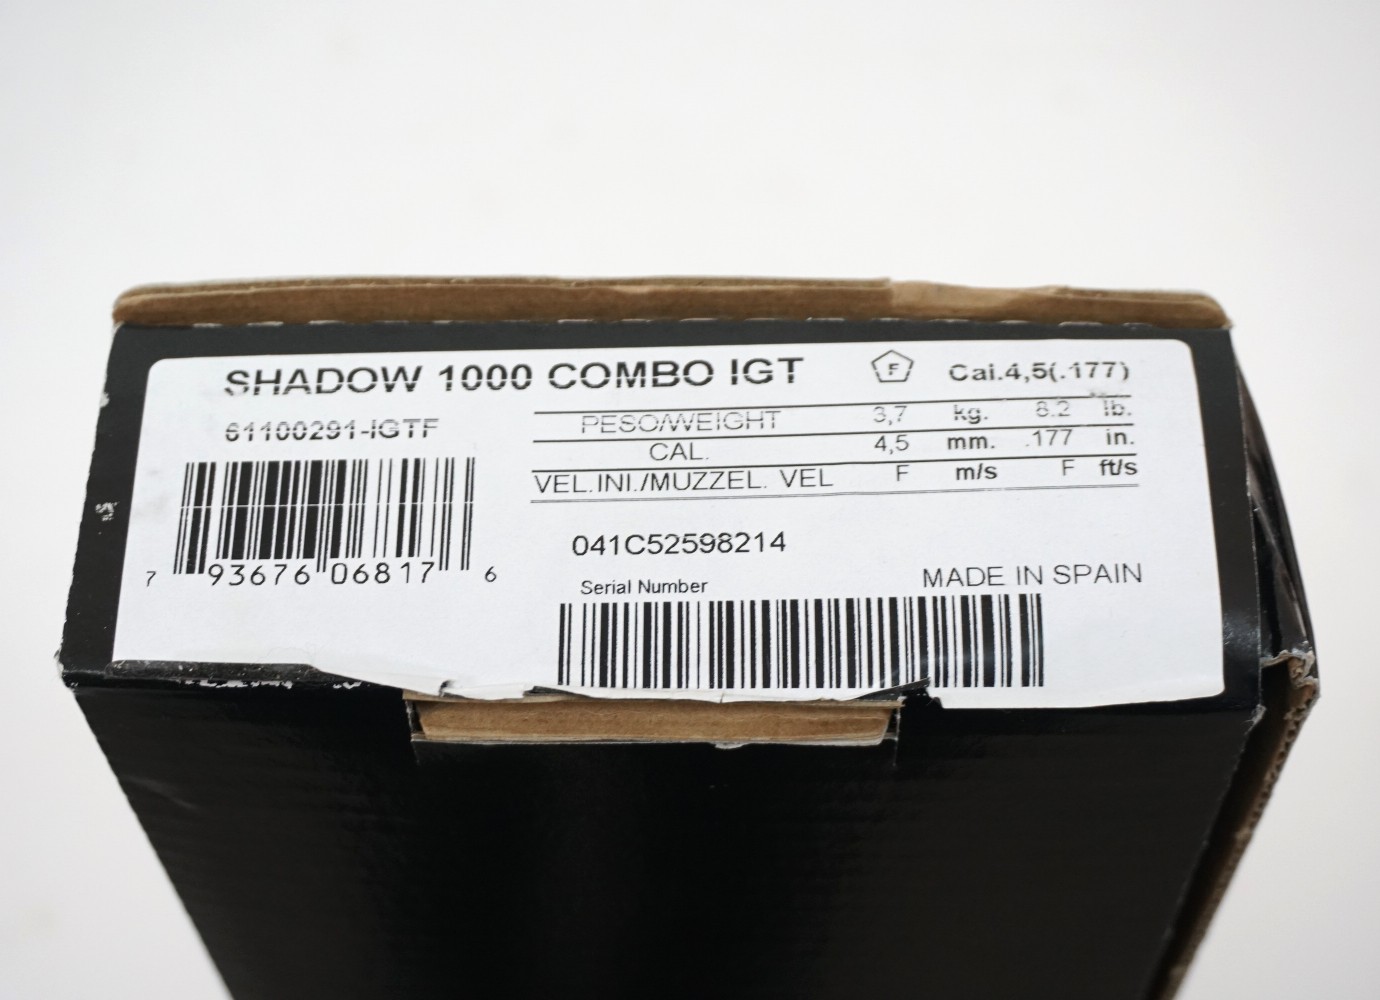 SHADOW 1000 COMBO IGT
F
Cal.4,5(.177)
61100291-IGTF
PESO/WEIGHT 3,7 kg. 8.2 lb.
CAL. 4,5 mm. .177 in.
VEL.INI./MUZZEL. VEL F m/s F ft/s
7 93676 06817 6
041C52598214
Serial Number
MADE IN SPAIN